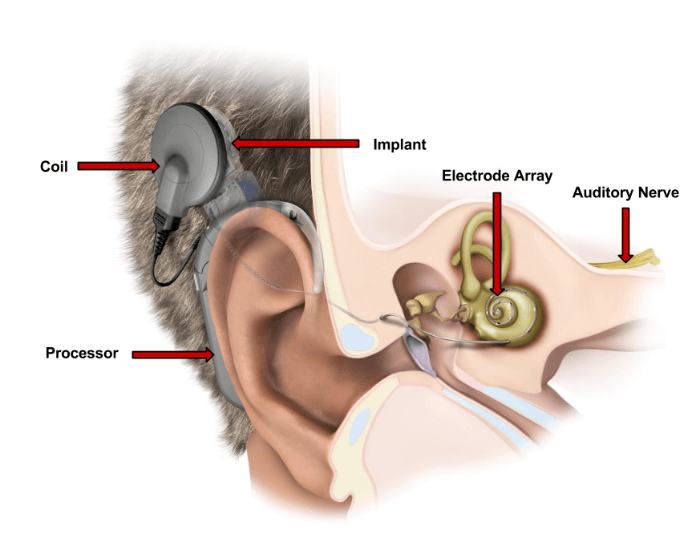 Implant
Coil
Electrode Array
Auditory Nerve
Processor